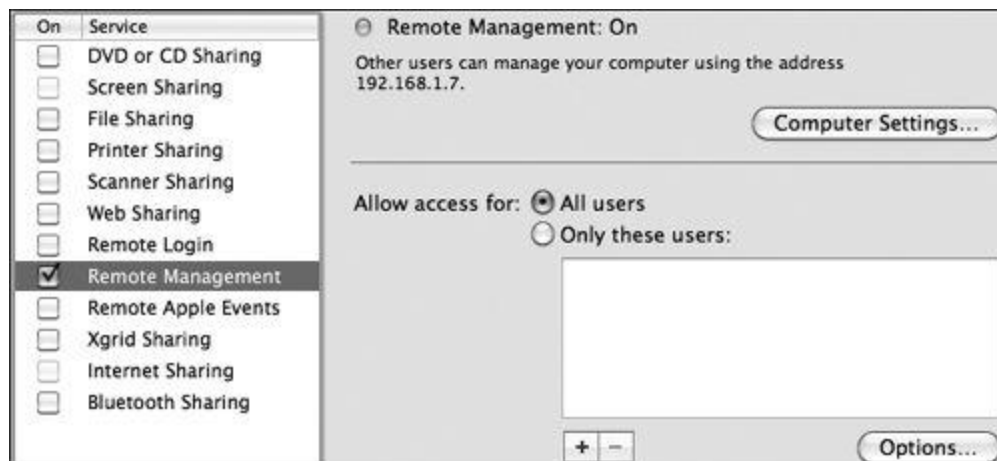 On Service
DVD or CD Sharing
Screen Sharing
File Sharing
Printer Sharing
Scanner Sharing
Web Sharing
Remote Login
Remote Management
Remote Apple Events
Xgrid Sharing
Internet Sharing
Bluetooth Sharing
Remote Management: On
Other users can manage your computer using the address
192.168.1.7.
Computer Settings...
Allow access for: All users
Only these users:
+ −
Options...